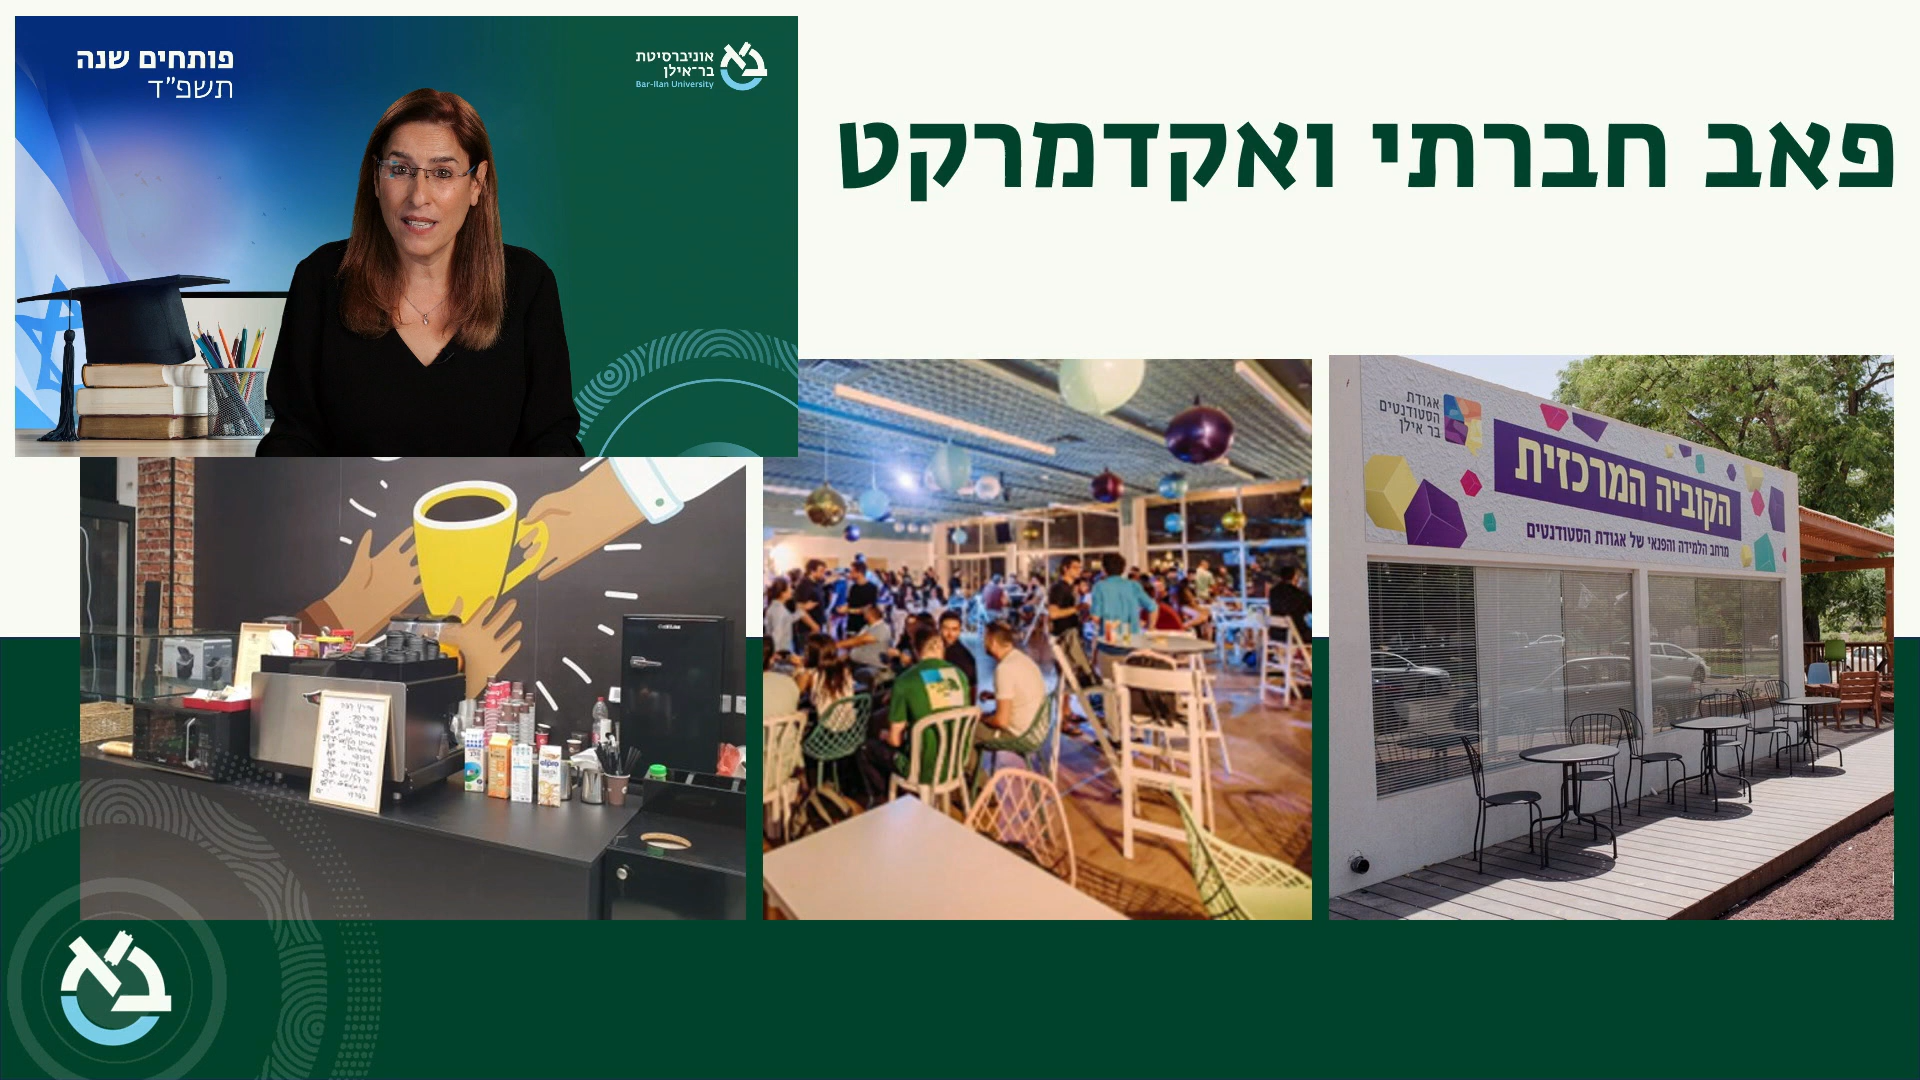 פותחים שנה
תשפ"ד
אוניברסיטת
בר־אילן
Bar-Ilan University
פאב חברתי ואקדמרקט
אגודת
הסטודנטים
בר אילן
הקוביה המרכזית
מרחב הלמידה והפנאי של אגודת הסטודנטים
alpro